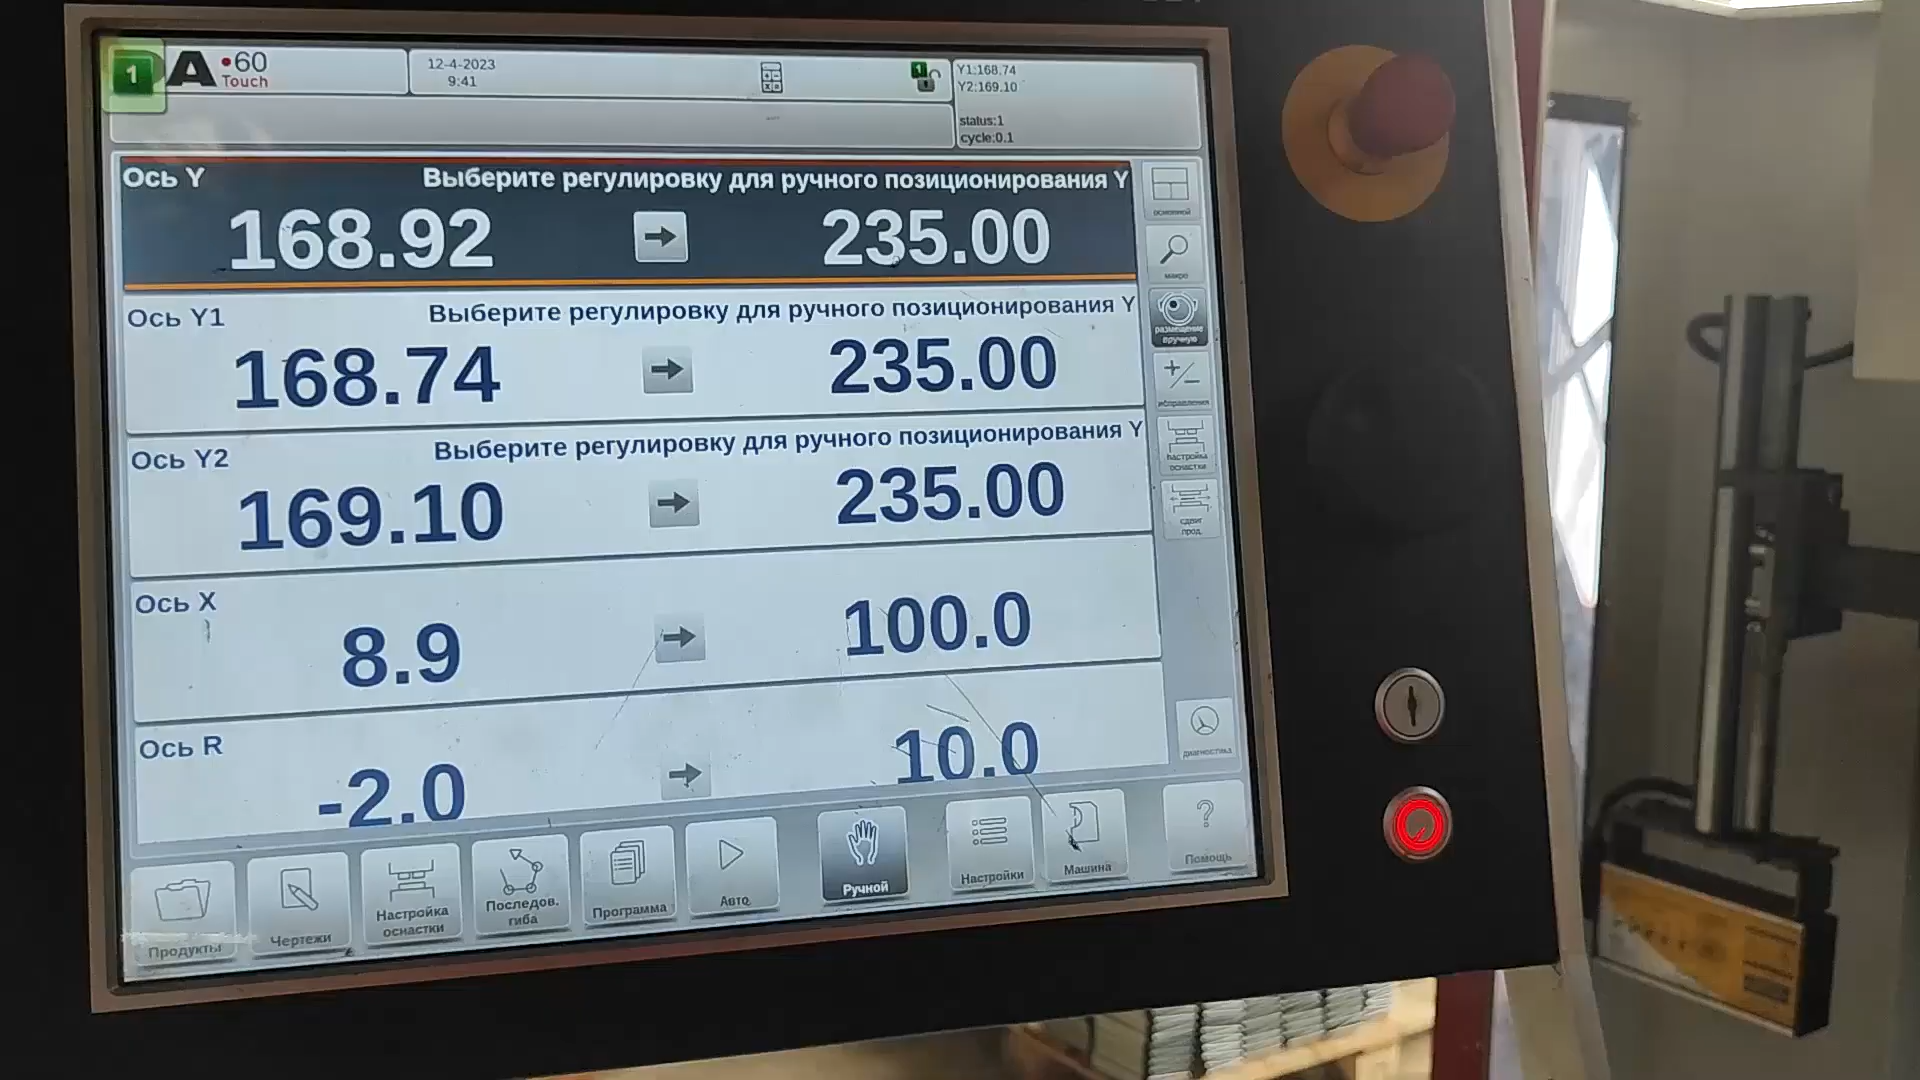 1
A •60
Touch
12-4-2023
9:41
1
Y1:168.74
Y2:169.10
status:1
cycle:0.1
Ось Y
Выберите регулировку для ручного позиционирования Y
168.92
235.00
Ось Y1
Выберите регулировку для ручного позиционирования Y
168.74
235.00
Ось Y2
Выберите регулировку для ручного позиционирования Y
169.10
235.00
Ось X
8.9
100.0
Ось R
-2.0
10.0
основной
макро
размещение
вручную
+/-
исправления
настройка
оснастки
сдвиг
прод.
диагностика
Продукты
Чертежи
Настройка
оснастки
Последов.
гиба
Программа
Авто
Ручной
Настройки
Машина
?
Помощь